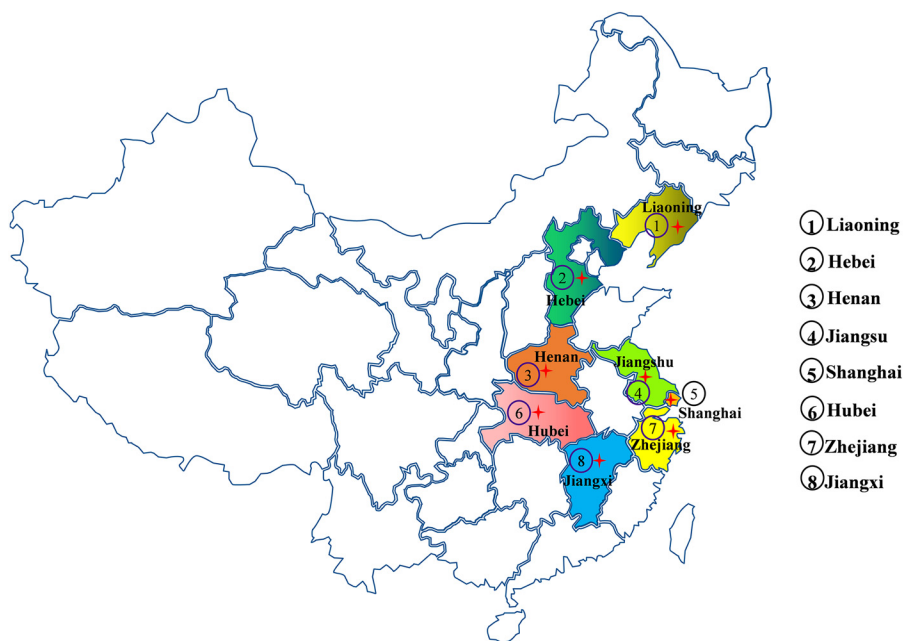 Liaoning
①
②
Hebei
Henan
③
Jiangshu
④
⑤
Shanghai
⑥
Hubei
⑦
Zhejiang
⑧
Jiangxi
① Liaoning
② Hebei
③ Henan
④ Jiangsu
⑤ Shanghai
⑥ Hubei
⑦ Zhejiang
⑧ Jiangxi